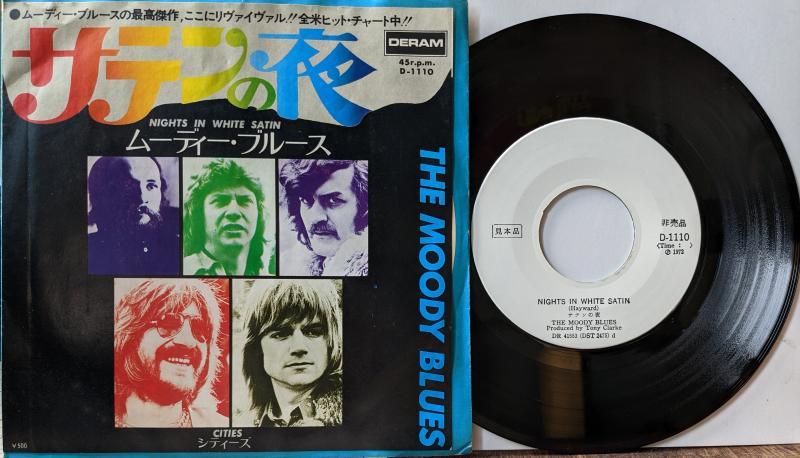 ●ムーディー・ブルースの最高傑作,ここにリヴァイヴァル!!全米ヒット・チャート中!!
サテンの夜
DERAM
45r.p.m.
D-1110
NIGHTS IN WHITE SATIN
ムーディー・ブルース
THE MOODY BLUES
CITIES
シティーズ
¥500
見本品
非売品
D-1110
(Time : )
Ⓟ 1972
NIGHTS IN WHITE SATIN
(Hayward)
サテンの夜
THE MOODY BLUES
Produced by Tony Clarke
DR 41553 (DST 2475) d